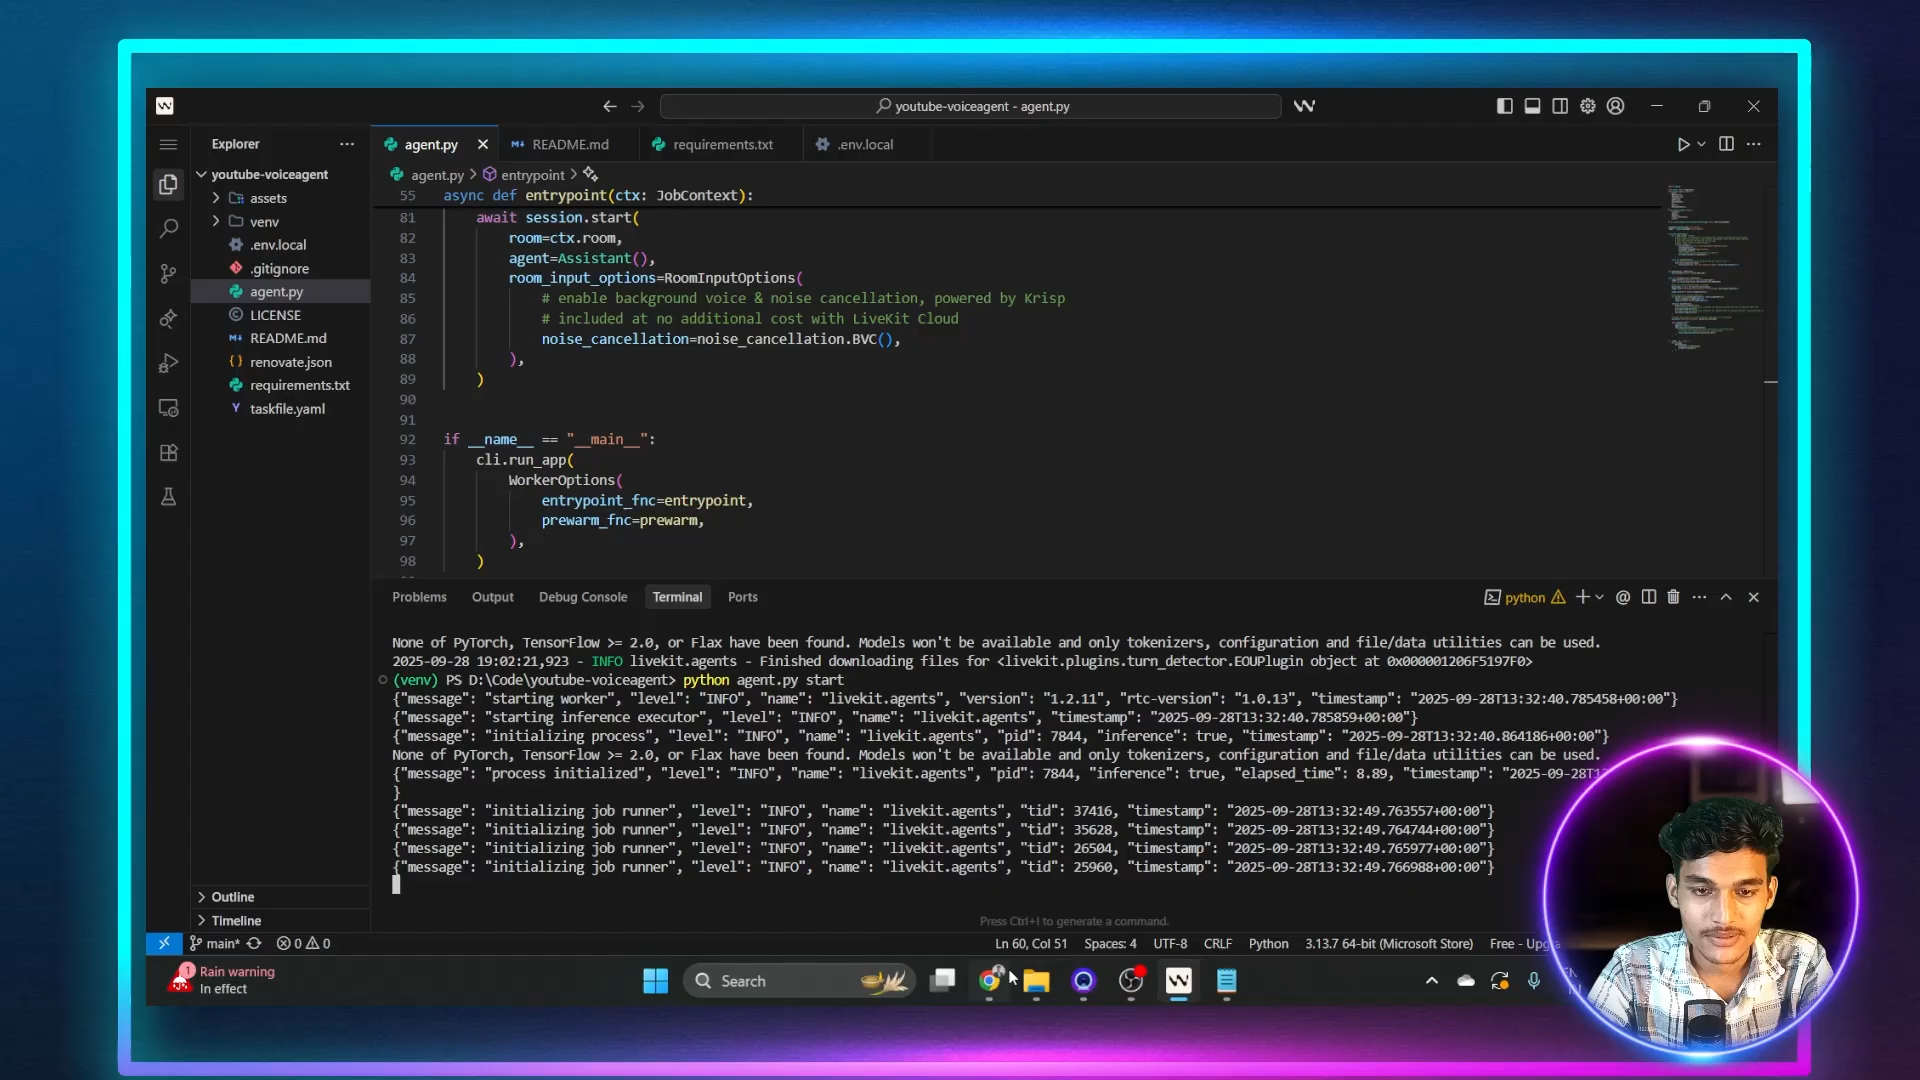 youtube-voiceagent - agent.py
Explorer
agent.py
README.md
requirements.txt
.env.local
youtube-voiceagent
assets
venv
.env.local
.gitignore
agent.py
LICENSE
README.md
renovate.json
requirements.txt
taskfile.yaml
Outline
Timeline
agent.py > entrypoint >
55 async def entrypoint(ctx: JobContext):
81 await session.start(
82 room=ctx.room,
83 agent=Assistant(),
84 room_input_options=RoomInputOptions(
85 # enable background voice & noise cancellation, powered by Krisp
86 # included at no additional cost with LiveKit Cloud
87 noise_cancellation=noise_cancellation.BVC(),
88 ),
89 )
90
91
92 if __name__ == "__main__":
93 cli.run_app(
94 WorkerOptions(
95 entrypoint_fnc=entrypoint,
96 prewarm_fnc=prewarm,
97 ),
98 )
Problems Output Debug Console Terminal Ports
python
None of PyTorch, TensorFlow >= 2.0, or Flax have been found. Models won't be available and only tokenizers, configuration and file/data utilities can be used.
2025-09-28 19:02:21,923 - INFO livekit.agents - Finished downloading files for <livekit.plugins.turn_detector.EOUPlugin object at 0x000001206F5197F0>
(venv) PS D:\Code\youtube-voiceagent> python agent.py start
{"message": "starting worker", "level": "INFO", "name": "livekit.agents", "version": "1.2.11", "rtc-version": "1.0.13", "timestamp": "2025-09-28T13:32:40.785458+00:00"}
{"message": "starting inference executor", "level": "INFO", "name": "livekit.agents", "timestamp": "2025-09-28T13:32:40.785859+00:00"}
{"message": "initializing process", "level": "INFO", "name": "livekit.agents", "pid": 7844, "inference": true, "timestamp": "2025-09-28T13:32:40.864186+00:00"}
None of PyTorch, TensorFlow >= 2.0, or Flax have been found. Models won't be available and only tokenizers, configuration and file/data utilities can be used.
{"message": "process initialized", "level": "INFO", "name": "livekit.agents", "pid": 7844, "inference": true, "elapsed_time": 8.89, "timestamp": "2025-09-28T13
}
{"message": "initializing job runner", "level": "INFO", "name": "livekit.agents", "tid": 37416, "timestamp": "2025-09-28T13:32:49.763557+00:00"}
{"message": "initializing job runner", "level": "INFO", "name": "livekit.agents", "tid": 35628, "timestamp": "2025-09-28T13:32:49.764744+00:00"}
{"message": "initializing job runner", "level": "INFO", "name": "livekit.agents", "tid": 26504, "timestamp": "2025-09-28T13:32:49.765977+00:00"}
{"message": "initializing job runner", "level": "INFO", "name": "livekit.agents", "tid": 25960, "timestamp": "2025-09-28T13:32:49.766988+00:00"}
Press Ctrl+I to generate a command.
main* 0 0
Ln 60, Col 51 Spaces: 4 UTF-8 CRLF Python 3.13.7 64-bit (Microsoft Store) Free -
1 Rain warning
In effect
Search